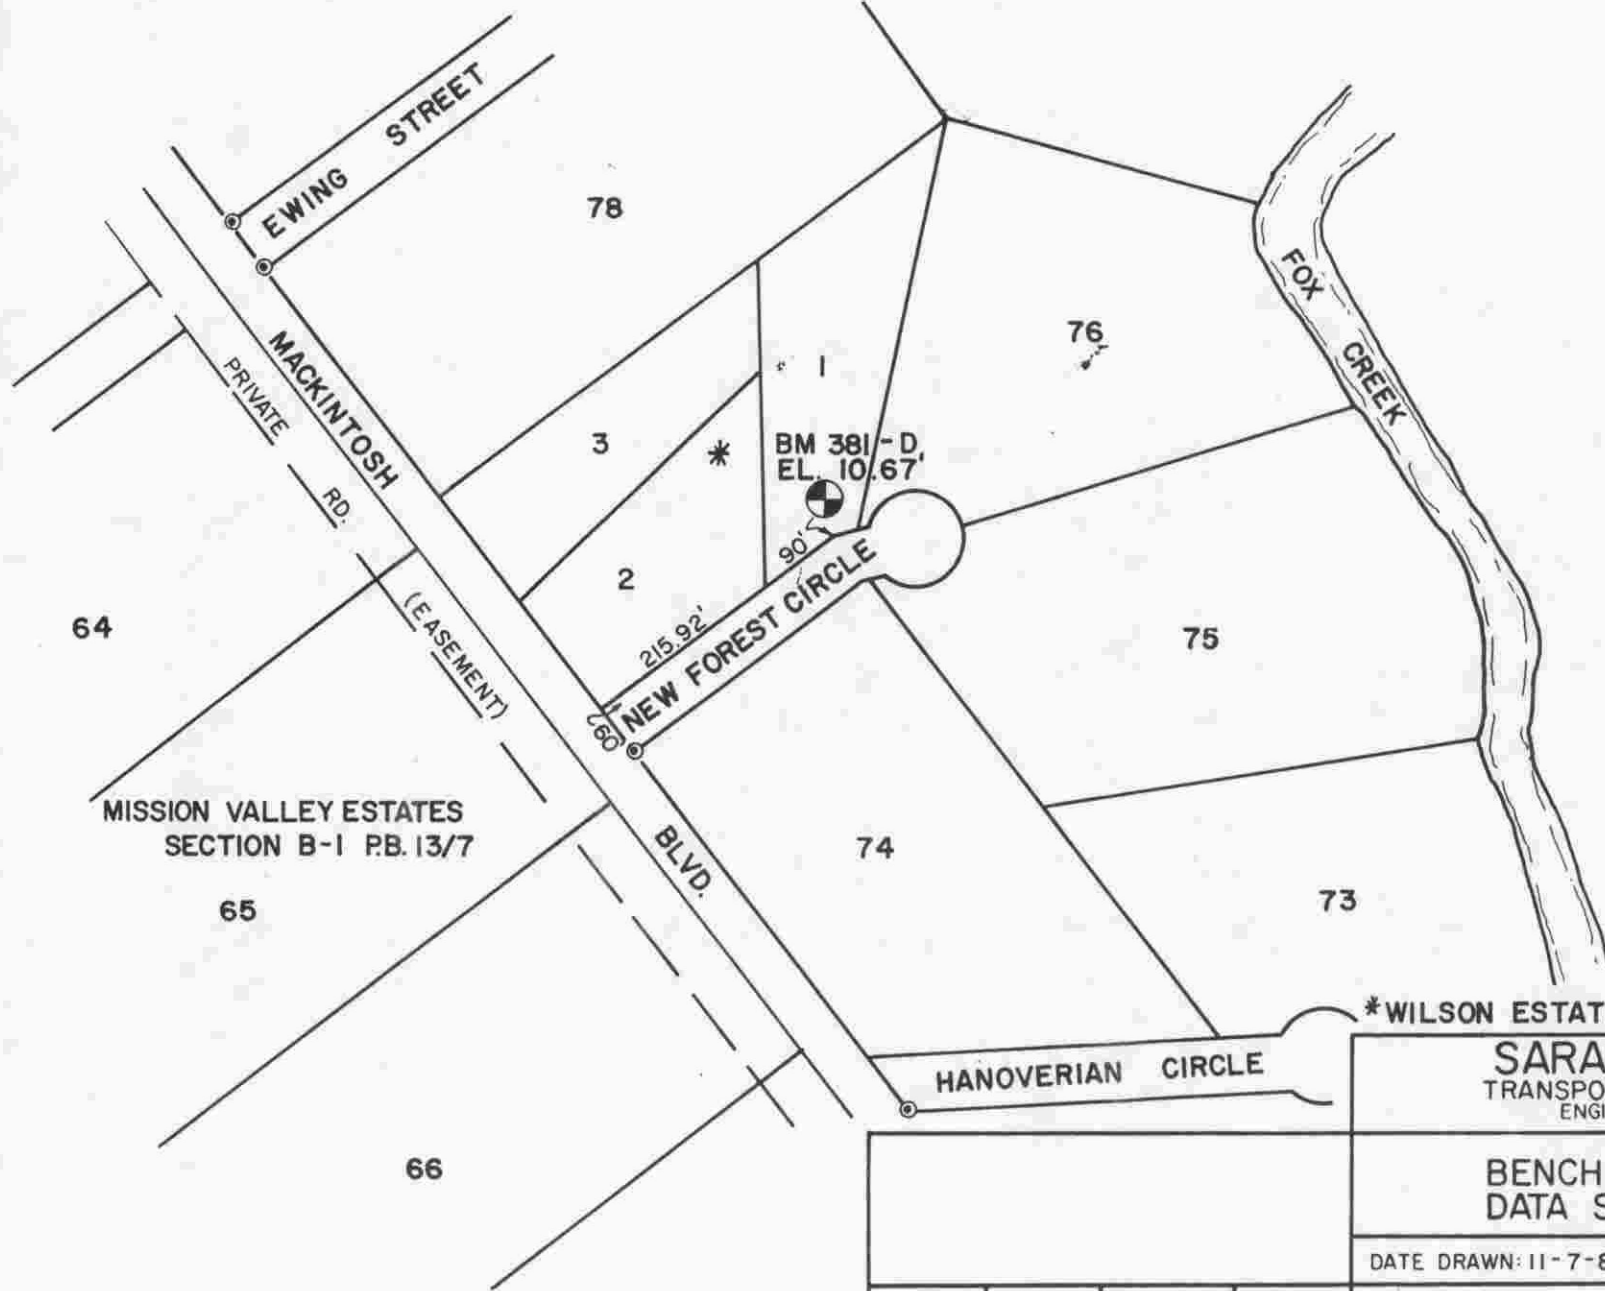 EWING STREET
78
FOX
CREEK
76
MACKINTOSH
PRIVATE
RD.
(EASEMENT)
1
3
*
BM 381-D
EL. 10.67'
90'
2
215.92'
NEW FOREST CIRCLE
60'
64
75
MISSION VALLEY ESTATES
SECTION B-1 P.B. 13/7
BLVD.
74
65
73
*WILSON ESTAT
SARA
TRANSPO
ENGI
HANOVERIAN CIRCLE
66
BENCH
DATA S
DATE DRAWN: 11-7-8